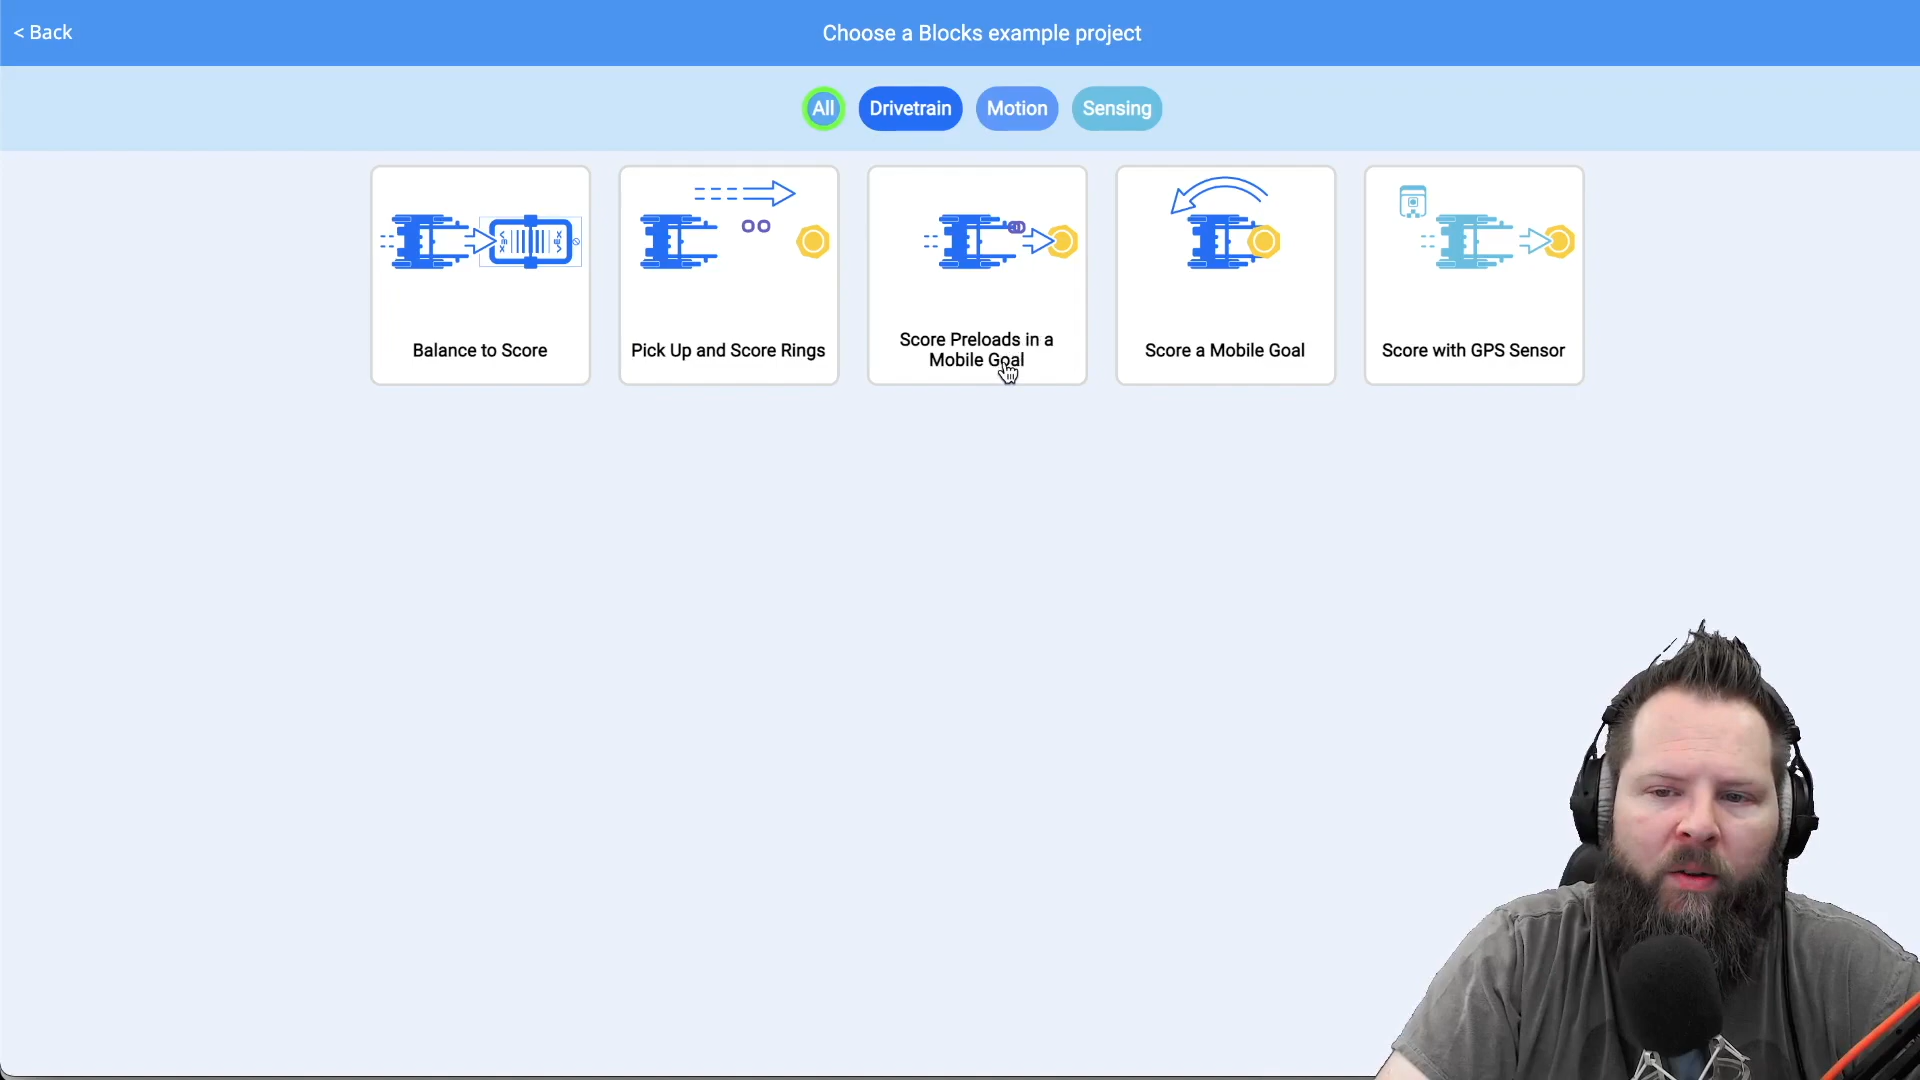 < Back
Choose a Blocks example project
All
Drivetrain
Motion
Sensing
Balance to Score
Pick Up and Score Rings
Score Preloads in a
Mobile Goal
Score a Mobile Goal
Score with GPS Sensor